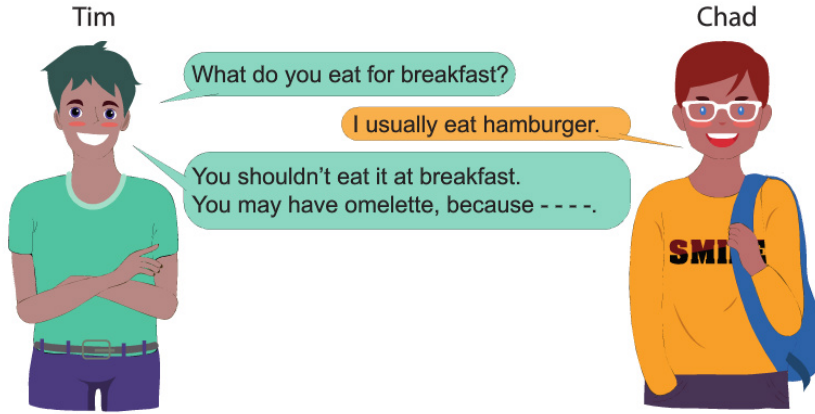 Tim
Chad
What do you eat for breakfast?
I usually eat hamburger.
You shouldn't eat it at breakfast.
You may have omelette, because - - - -.
SMILE